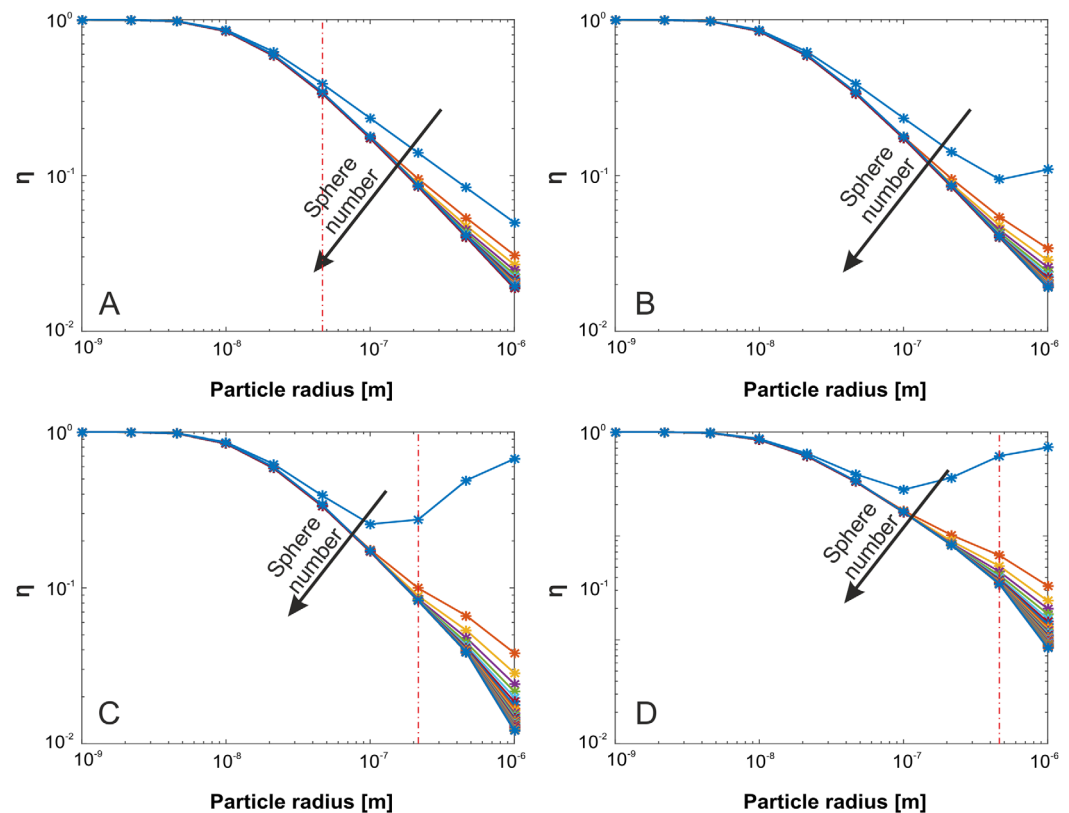 10⁰
10⁻¹
10⁻²
η
Sphere
number
A
10⁻⁹
10⁻⁸
10⁻⁷
10⁻⁶
Particle radius [m]
10⁰
10⁻¹
10⁻²
η
Sphere
number
B
10⁻⁹
10⁻⁸
10⁻⁷
10⁻⁶
Particle radius [m]
10⁰
10⁻¹
10⁻²
η
Sphere
number
C
10⁻⁹
10⁻⁸
10⁻⁷
10⁻⁶
Particle radius [m]
10⁰
10⁻¹
10⁻²
η
Sphere
number
D
10⁻⁹
10⁻⁸
10⁻⁷
10⁻⁶
Particle radius [m]